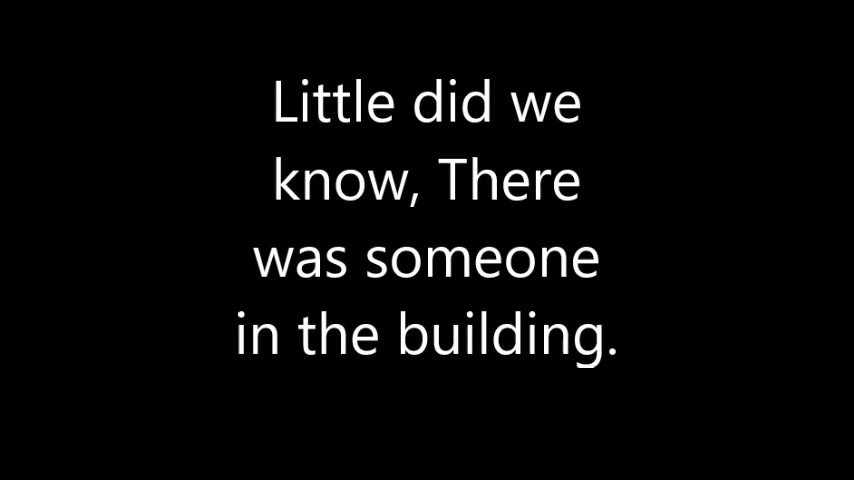 Little did we
know, There
was someone
in the building.